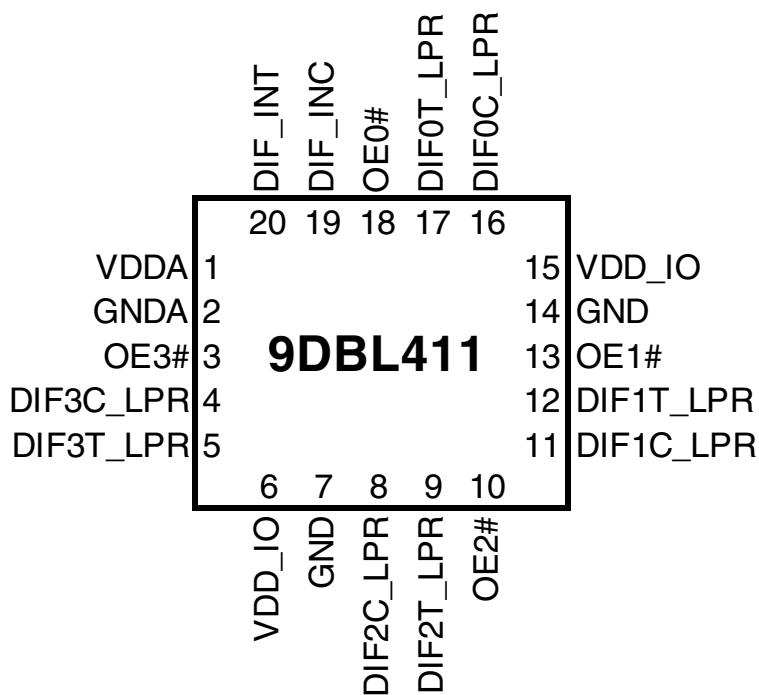 DIF_INT
DIF_INC
OE0#
DIF0T_LPR
DIF0C_LPR
20 19 18 17 16
VDDA 1 15 VDD_IO
GNDA 2 14 GND
OE3# 3 9DBL411 13 OE1#
DIF3C_LPR 4 12 DIF1T_LPR
DIF3T_LPR 5 11 DIF1C_LPR
6 7 8 9 10
VDD_IO
GND
DIF2C_LPR
DIF2T_LPR
OE2#